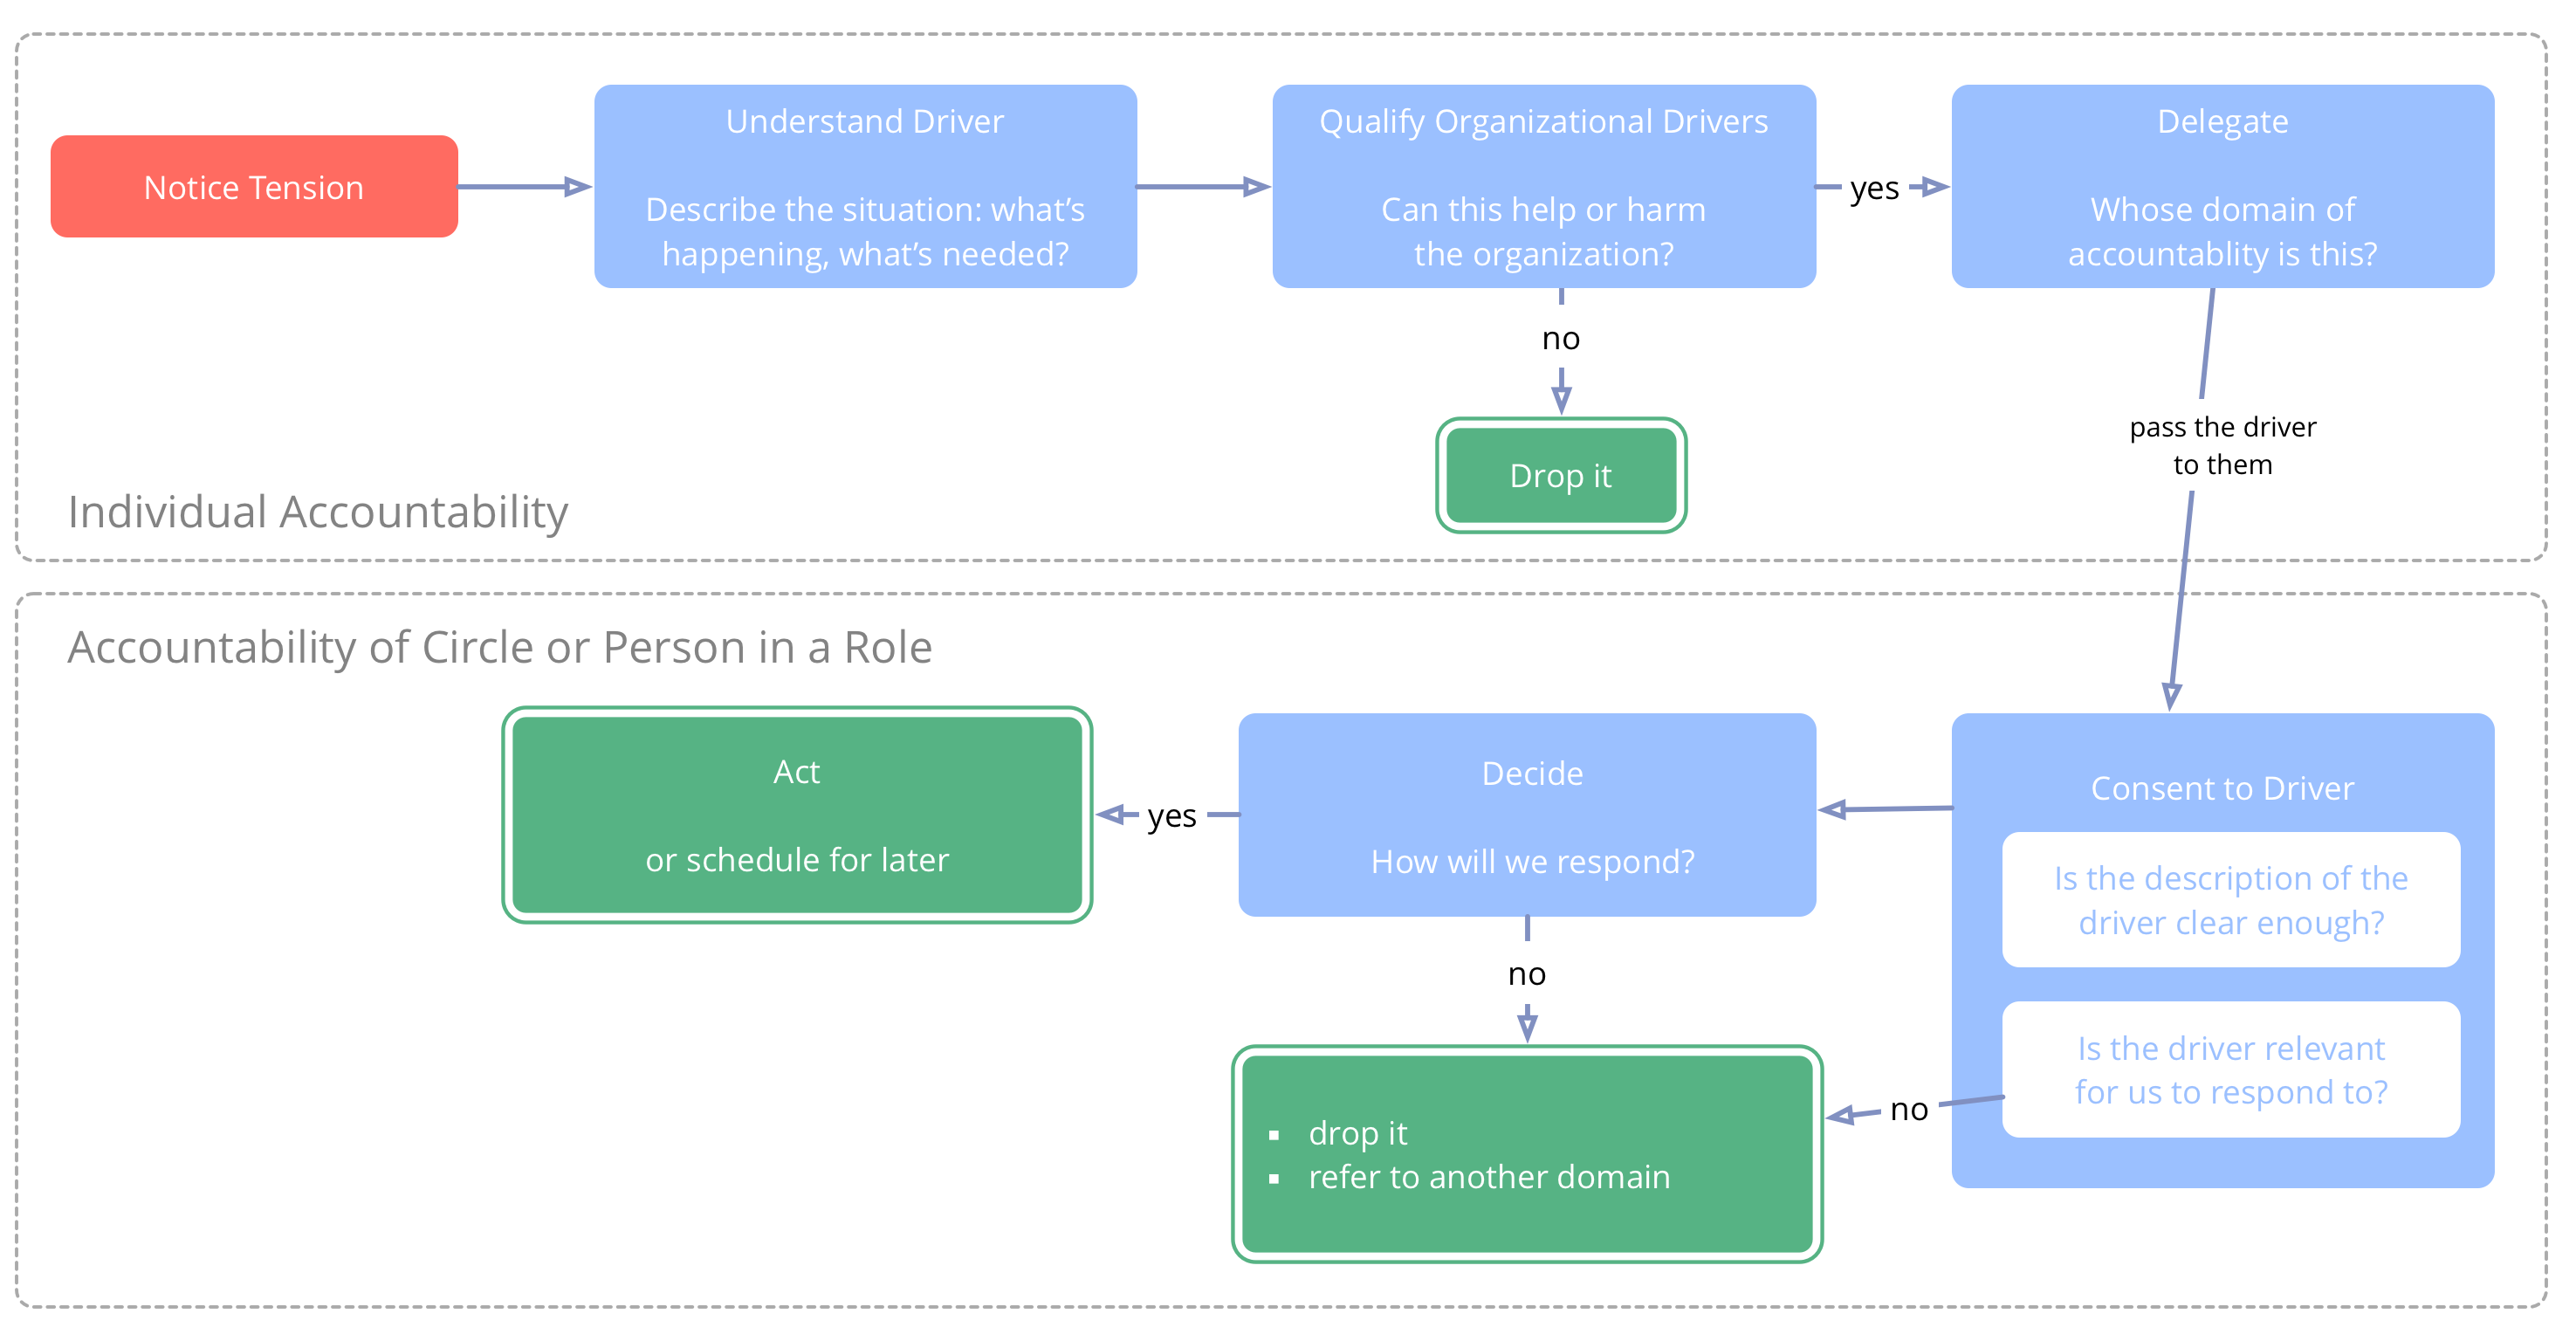 Notice Tension
Understand Driver
Describe the situation: what’s
happening, what’s needed?
Qualify Organizational Drivers
Can this help or harm
the organization?
yes
Delegate
Whose domain of
accountablity is this?
no
Drop it
pass the driver
to them
Individual Accountability
Accountability of Circle or Person in a Role
Consent to Driver
Is the description of the
driver clear enough?
Is the driver relevant
for us to respond to?
Decide
How will we respond?
yes
Act
or schedule for later
no
no
▪ drop it
▪ refer to another domain